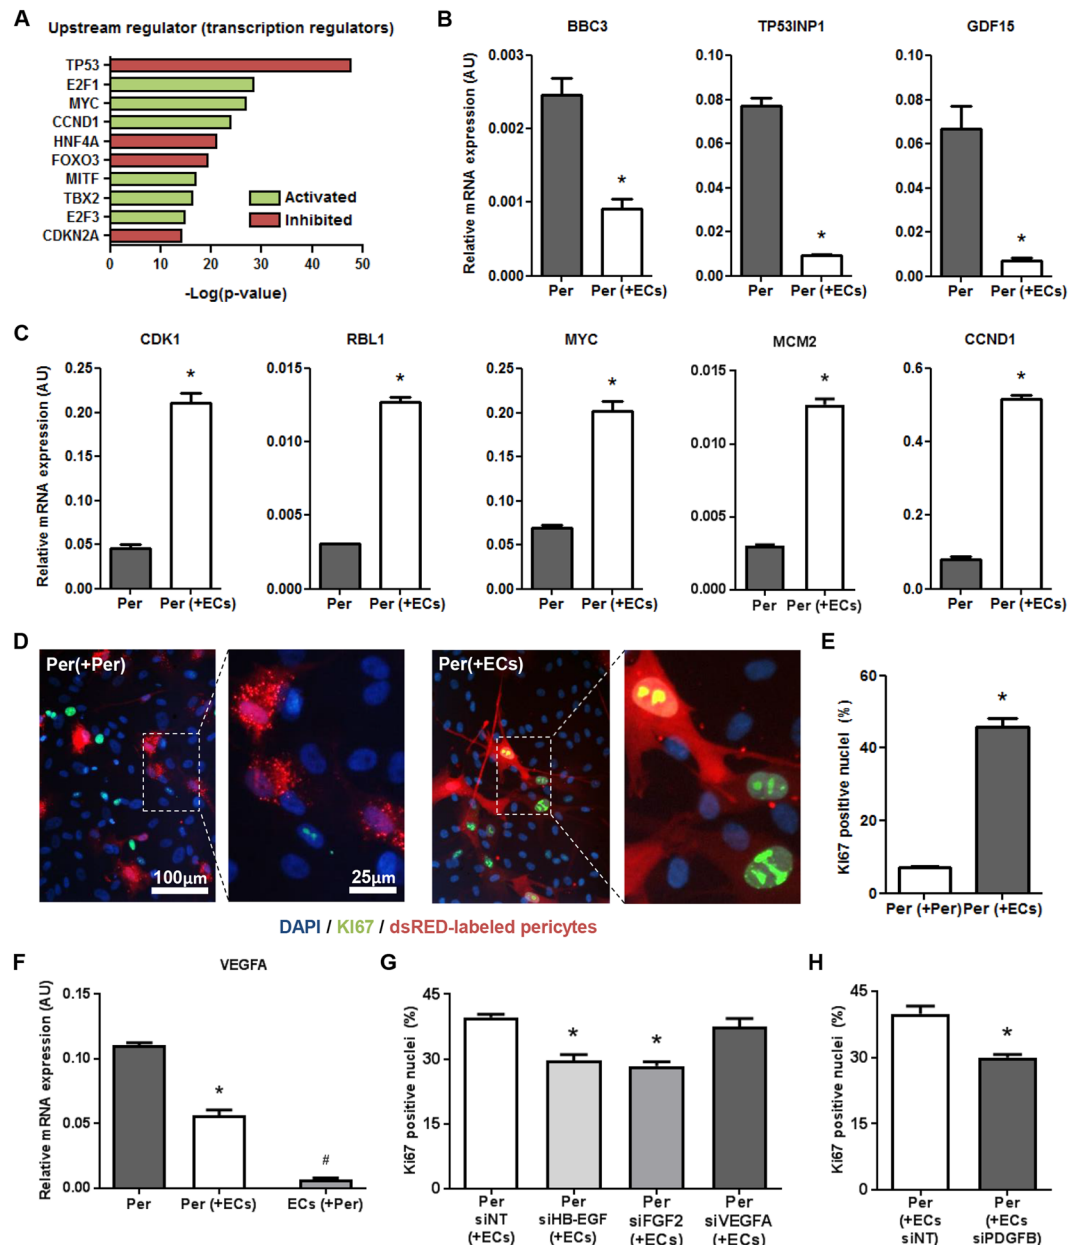 A
Upstream regulator (transcription regulators)
TP53
E2F1
MYC
CCND1
HNF4A
FOXO3
MITF
TBX2
E2F3
CDKN2A
Activated
Inhibited
0 10 20 30 40 50
-Log(p-value)
B
BBC3
Relative mRNA expression (AU)
0.003
0.002
0.001
0.000
*
Per Per (+ECs)
TP53INP1
0.10
0.08
0.06
0.04
0.02
0.00
*
Per Per (+ECs)
GDF15
0.10
0.08
0.06
0.04
0.02
0.00
*
Per Per (+ECs)
C
CDK1
Relative mRNA expression (AU)
0.25
0.20
0.15
0.10
0.05
0.00
*
Per Per (+ECs)
RBL1
0.015
0.010
0.005
0.000
*
Per Per (+ECs)
MYC
0.25
0.20
0.15
0.10
0.05
0.00
*
Per Per (+ECs)
MCM2
0.015
0.010
0.005
0.000
*
Per Per (+ECs)
CCND1
0.6
0.4
0.2
0.0
*
Per Per (+ECs)
D
Per(+Per)
100µm
25µm
Per(+ECs)
DAPI / KI67 / dsRED-labeled pericytes
E
KI67 positive nuclei (%)
60
40
20
0
*
Per (+Per) Per (+ECs)
F
VEGFA
Relative mRNA expression (AU)
0.15
0.10
0.05
0.00
*
#
Per Per (+ECs) ECs (+Per)
G
Ki67 positive nuclei (%)
45
30
15
0
* *
Per Per Per Per
siNT siHB-EGF siFGF2 siVEGFA
(+ECs) (+ECs) (+ECs) (+ECs)
H
Ki67 positive nuclei (%)
45
30
15
0
*
Per Per
(+ECs (+ECs
siNT) siPDGFB)